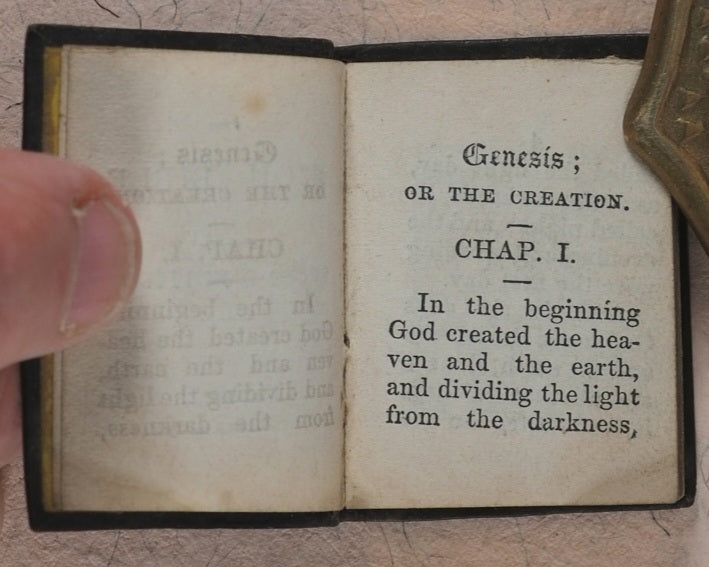 Genesis ;
OR THE CREATION.
CHAP. I.
In the beginning
God created the hea-
ven and the earth,
and dividing the light
from the darkness,